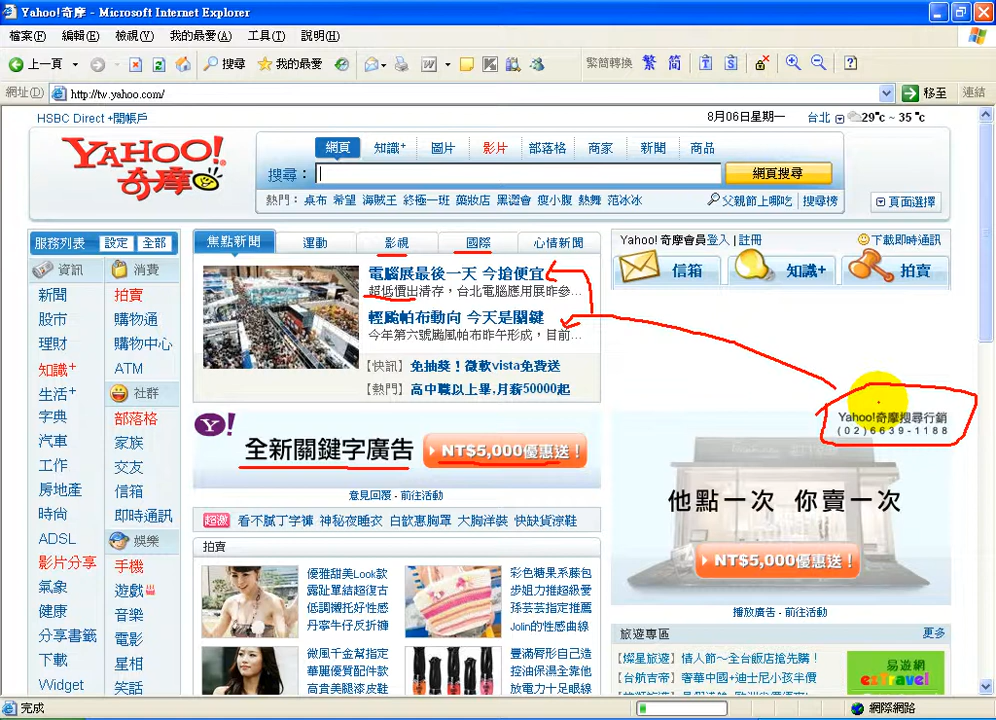 Yahoo!奇摩 - Microsoft Internet Explorer
檔案(F) 編輯(E) 檢視(V) 我的最愛(A) 工具(T) 說明(H)
上一頁 搜尋 我的最愛 繁簡轉換 繁 簡
網址(D) http://tw.yahoo.com/ 移至 連結
HSBC Direct +開帳戶 8月06日星期一 台北 29°c ~ 35 °c
YAHOO! 奇摩
網頁 知識+ 圖片 影片 部落格 商家 新聞 商品
搜尋： 網頁搜尋
熱門： 桌布 希望 海賊王 終極一班 藥妝店 黑澀會 瘦小腹 熱舞 范冰冰 父親節上哪吃 搜尋榜
頁面選擇
服務列表 設定 全部
資訊 消費
新聞 拍賣
股市 購物通
理財 購物中心
知識+ ATM
生活+ 社群
字典 部落格
汽車 家族
工作 交友
房地產 信箱
時尚 即時通訊
ADSL 娛樂
影片分享 手機
氣象 遊戲
健康 音樂
分享書籤 電影
下載 星相
Widget 笑話
焦點新聞 運動 影視 國際 心情新聞
電腦展最後一天 今搶便宜
超低價出清存，台北電腦應用展昨參...
輕颱帕布動向 今天是關鍵
今年第六號颱風帕布昨午形成，目前...
【快訊】 免抽獎！微軟vista免費送
【熱門】 高中職以上畢,月薪50000起
Y!
全新關鍵字廣告 NT$5,000優惠送！
意見回覆 - 前往活動
超激 看不膩丁字褲 神秘夜睡衣 白歆惠胸罩 大胸洋裝 快缺貨涼鞋
拍賣
優雅甜美Look款
露趾單結超復古
低調襯托好性感
丹寧牛仔反折褲
彩色糖果系藤包
步姐力推超級愛
孫芸芸指定推薦
Jolin的性感曲線
微風千金幫指定
華麗優質配件款
高貴美腿漆皮鞋
豐滿唇形自己來
控油保濕全靠他
放電力十足眼線
Yahoo!奇摩會員登入 | 註冊 下載即時通訊
信箱 知識+ 拍賣
Yahoo!奇摩搜尋行銷
(02)6639-1188
他點一次 你賣一次
NT$5,000優惠送！
播放廣告 - 前往活動
旅遊專區 更多
【燦星旅遊】 情人節～全台飯店搶先購！
【台航吉帝】 奢華中國+迪士尼小孩半價
易遊網
ezTravel
完成 網際網路